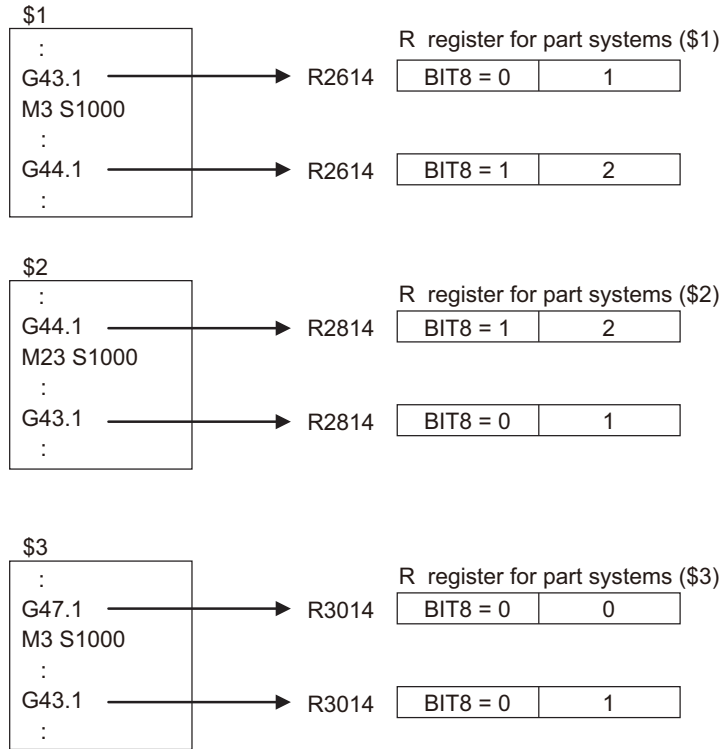 $1
:
R register for part systems ($1)
G43.1 R2614 BIT8 = 0 1
M3 S1000
:
G44.1 R2614 BIT8 = 1 2
:
$2
:
R register for part systems ($2)
G44.1 R2814 BIT8 = 1 2
M23 S1000
:
G43.1 R2814 BIT8 = 0 1
:
$3
:
R register for part systems ($3)
G47.1 R3014 BIT8 = 0 0
M3 S1000
:
G43.1 R3014 BIT8 = 0 1
: